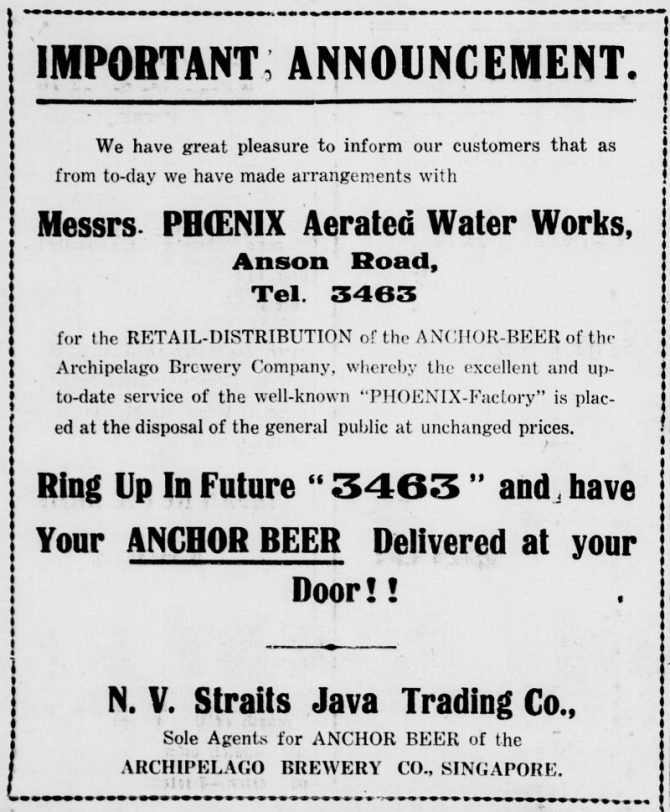 IMPORTANT, ANNOUNCEMENT.
We have great pleasure to inform our customers that as
from to-day we have made arrangements with
Messrs. PHŒNIX Aerated Water Works,
Anson Road,
Tel. 3463
for the RETAIL-DISTRIBUTION of the ANCHOR-BEER of the
Archipelago Brewery Company, whereby the excellent and up-
to-date service of the well-known "PHOENIX-Factory" is plac-
ed at the disposal of the general public at unchanged prices.
Ring Up In Future "3463" and, have
Your ANCHOR BEER Delivered at your
Door!!
N. V. Straits Java Trading Co.,
Sole Agents for ANCHOR BEER of the
ARCHIPELAGO BREWERY CO., SINGAPORE.